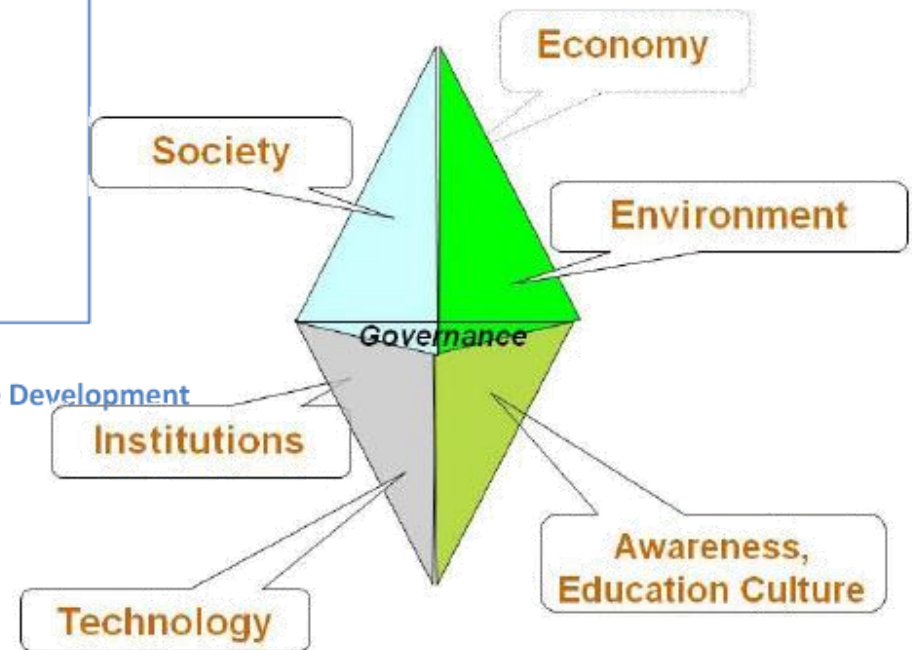 Economy
Society
Environment
Governance
Development
Institutions
Awareness,
Education Culture
Technology